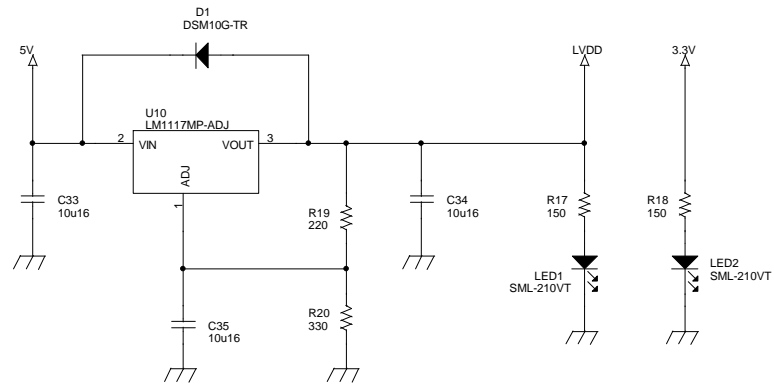 D1
DSM10G-TR
5V
LVDD
3.3V
U10
LM1117MP-ADJ
2
VIN
VOUT
3
ADJ
1
C33
10u16
R19
220
C34
10u16
R17
150
R18
150
LED1
SML-210VT
LED2
SML-210VT
C35
10u16
R20
330